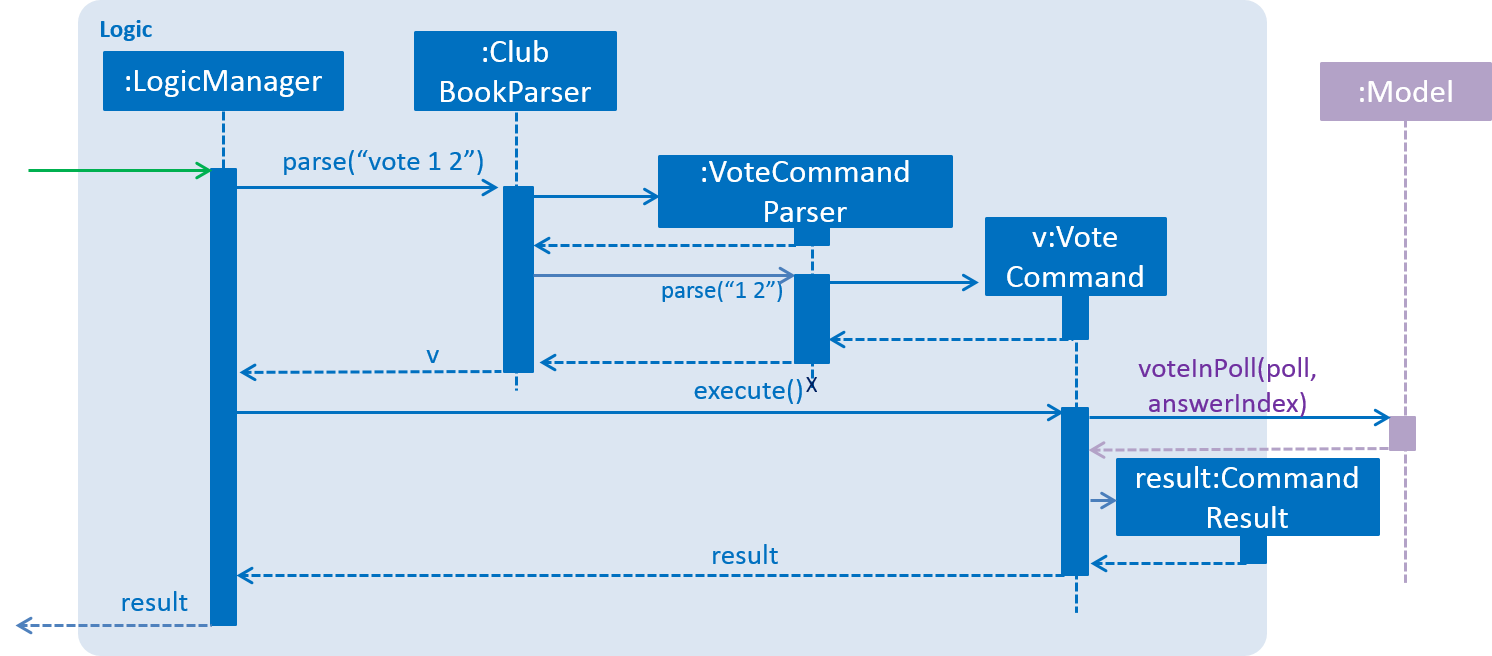 Logic
:LogicManager
:Club
BookParser
:Model
parse(“vote 1 2”)
:VoteCommand
Parser
v:Vote
Command
parse(“1 2”)
v
execute()
X
voteInPoll(poll,
answerIndex)
result:Command
Result
result
result